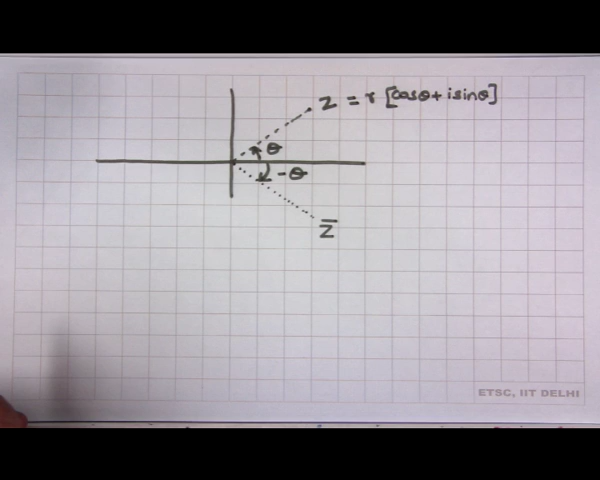 z = r [cosθ + i sinθ]
θ
-θ
z̅
ETSC, IIT DELHI